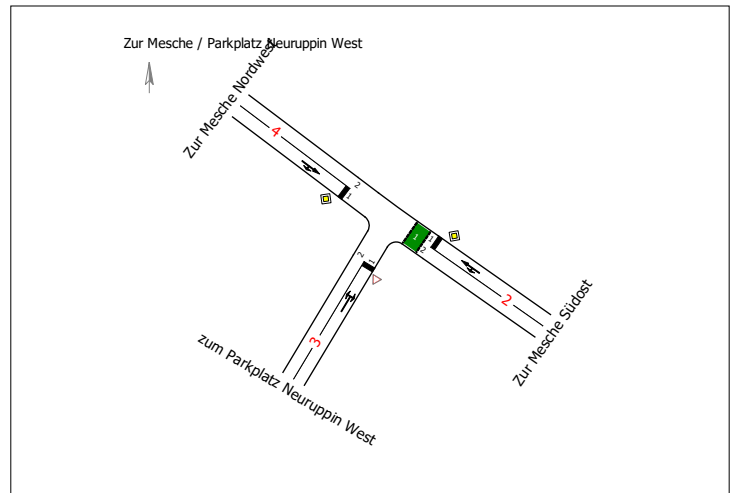 Zur Mesche / Parkplatz Neuruppin West
Zur Mesche Nordwest
4
2
1
1
1
2
2
1
2
3
zum Parkplatz Neuruppin West
Zur Mesche Südost